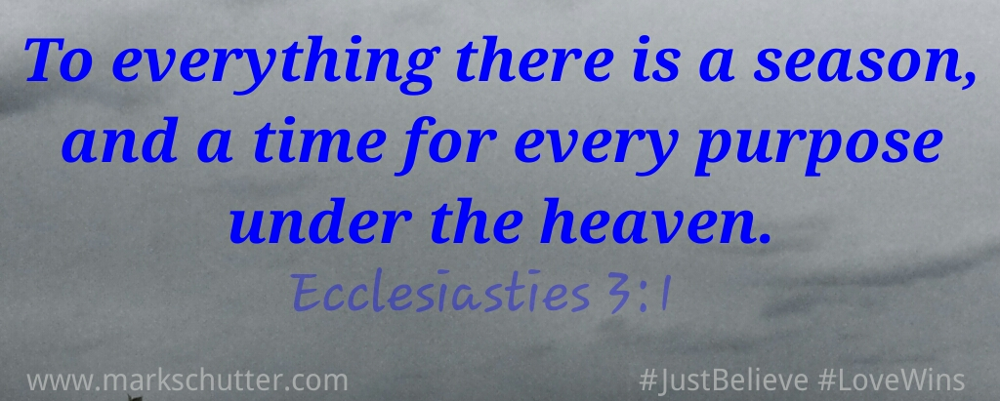 To everything there is a season,
and a time for every purpose
under the heaven.
Ecclesiasties 3:1
www.markschutter.com #JustBelieve #LoveWins